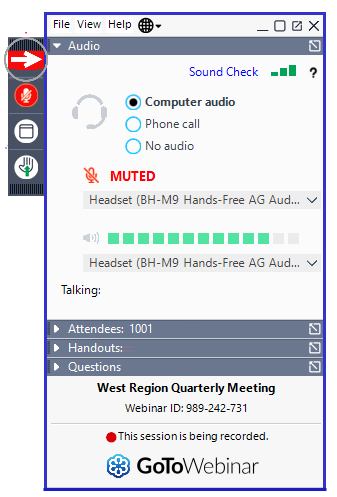 File View Help
Audio
Sound Check ?
Computer audio
Phone call
No audio
MUTED
Headset (BH-M9 Hands-Free AG Aud...
Headset (BH-M9 Hands-Free AG Aud...
Talking:
Attendees: 1001
Handouts:
Questions
West Region Quarterly Meeting
Webinar ID: 989-242-731
This session is being recorded.
GoToWebinar